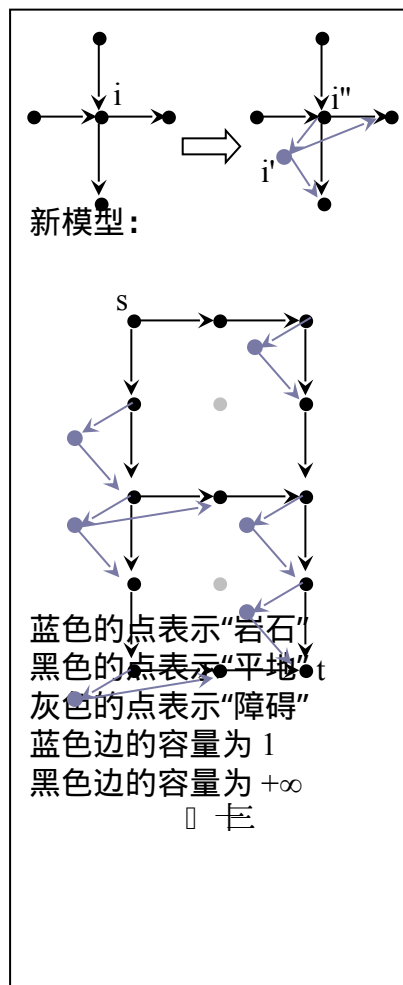 i
i''
i'
新模型：
s
蓝色的点表示“岩石”
黑色的点表示“平地” t
灰色的点表示“障碍”
蓝色边的容量为 1
黑色边的容量为 +∞
十三